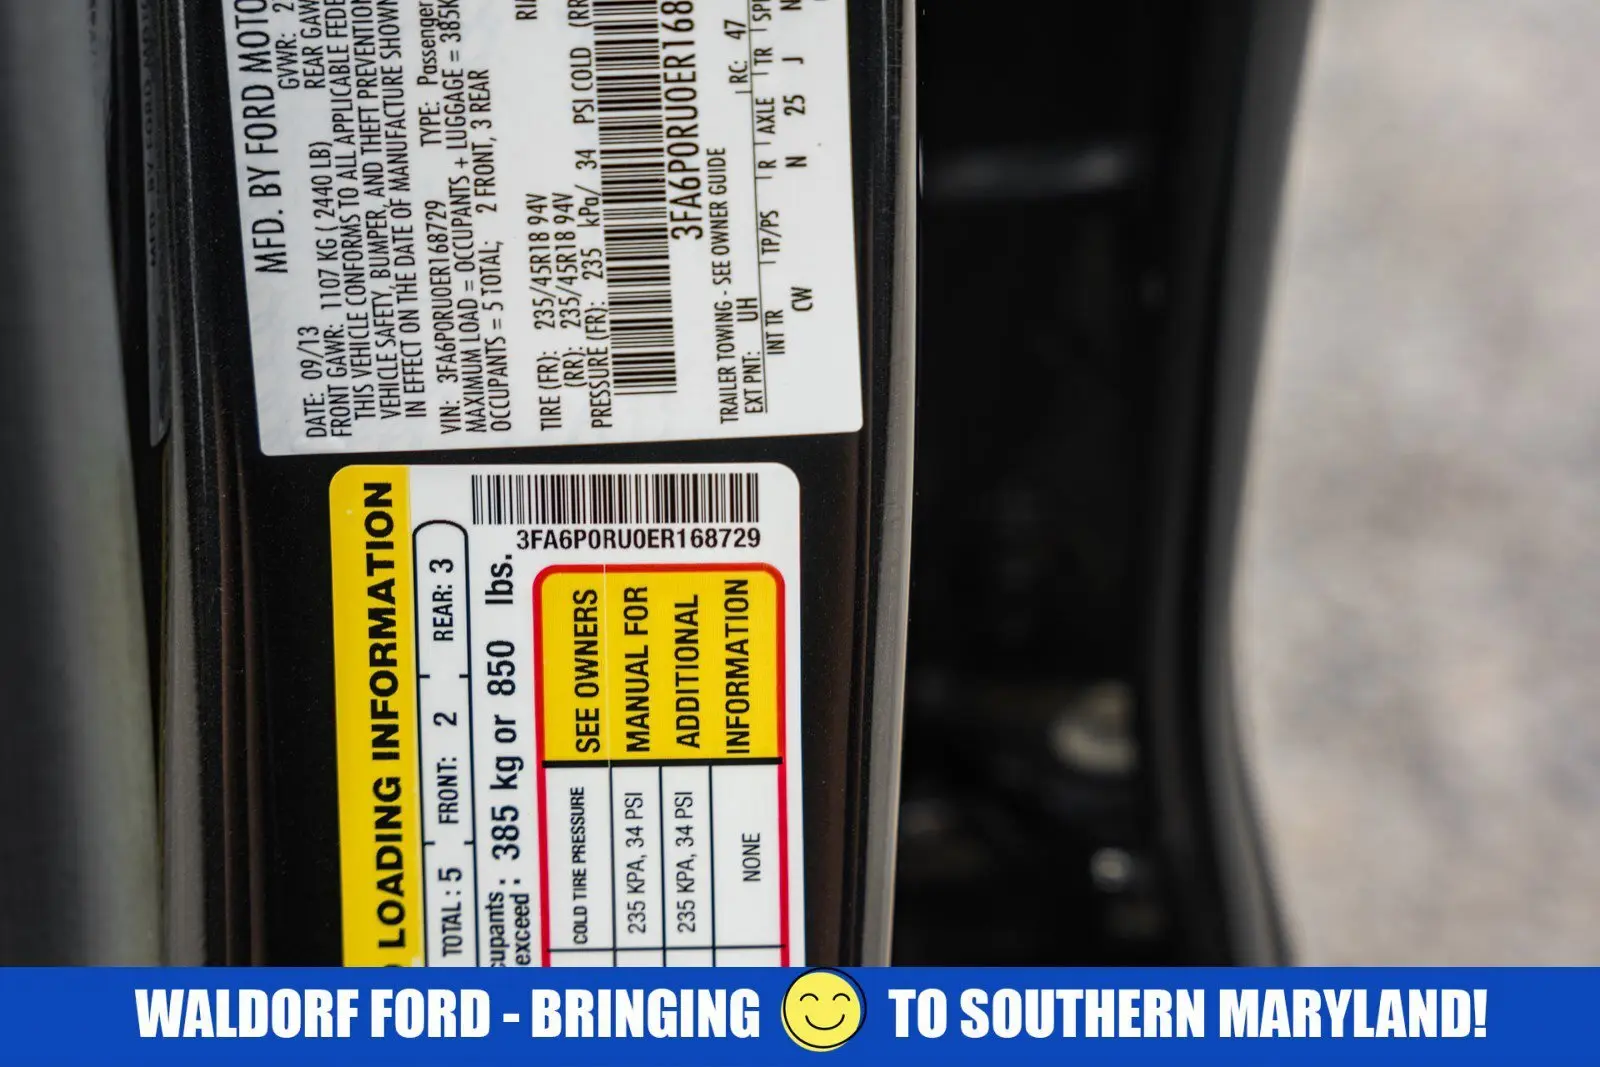 MFD. BY FORD MOTO
DATE: 09/13 GVWR: 2
FRONT GAWR: 1107 KG ( 2440 LB) REAR GAW
THIS VEHICLE CONFORMS TO ALL APPLICABLE FEDE
VEHICLE SAFETY, BUMPER, AND THEFT PREVENTION
IN EFFECT ON THE DATE OF MANUFACTURE SHOWN
VIN: 3FA6P0RU0ER168729 TYPE: Passenger
MAXIMUM LOAD = OCCUPANTS + LUGGAGE = 385K
OCCUPANTS = 5 TOTAL; 2 FRONT, 3 REAR
TIRE (FR): 235/45R18 94V
(RR): 235/45R18 94V
PRESSURE (FR): 235 kPa/ 34 PSI COLD (RR
3FA6P0RU0ER168
TRAILER TOWING - SEE OWNER GUIDE
EXT PNT: UH RC: 47
INT TR TP/PS R AXLE TR SP
CW N 25 J
LOADING INFORMATION
TOTAL : 5 FRONT: 2 REAR: 3
upants
exceed : 385 kg or 850 lbs.
3FA6P0RU0ER168729
COLD TIRE PRESSURE
235 KPA, 34 PSI
235 KPA, 34 PSI
NONE
SEE OWNERS
MANUAL FOR
ADDITIONAL
INFORMATION
WALDORF FORD - BRINGING TO SOUTHERN MARYLAND!